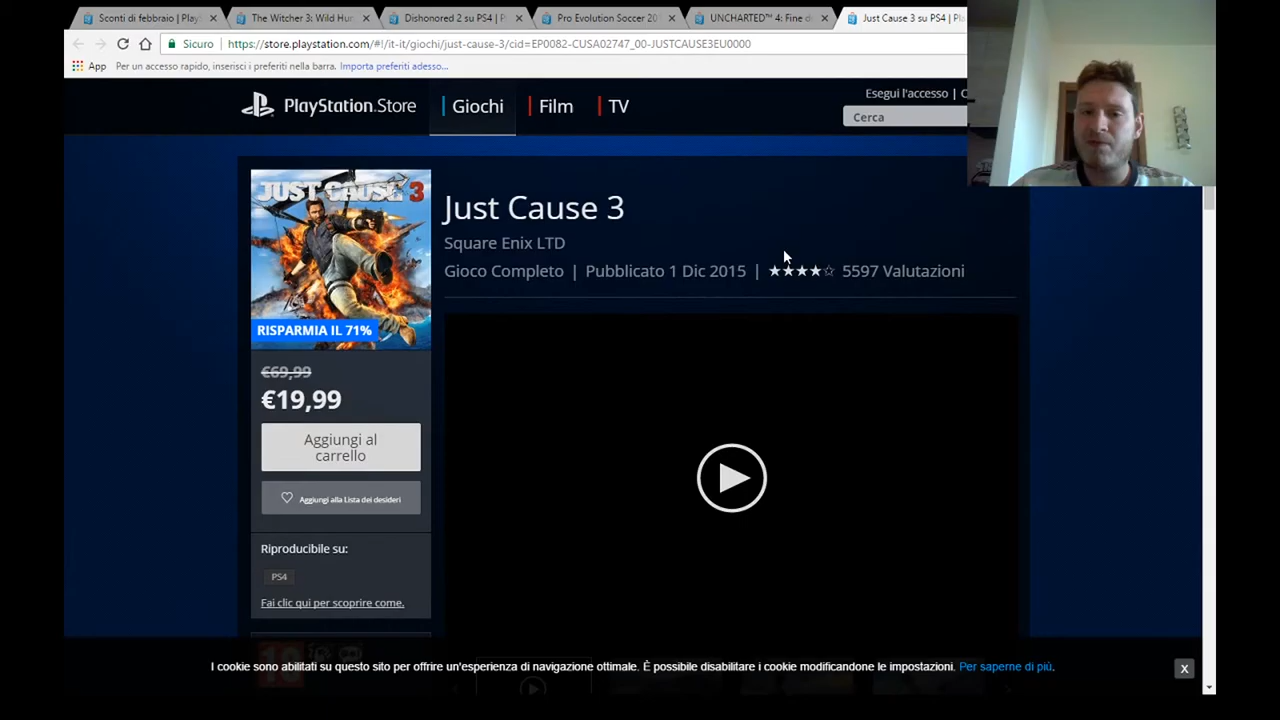 Sconti di febbraio | Play
The Witcher 3: Wild Hun
Dishonored 2 su PS4 | P
Pro Evolution Soccer 201
UNCHARTED™ 4: Fine d
Just Cause 3 su PS4 | Pl
Sicuro
https://store.playstation.com/#!/it-it/giochi/just-cause-3/cid=EP0082-CUSA02747_00-JUSTCAUSE3EU0000
App
Per un accesso rapido, inserisci i preferiti nella barra.
Importa preferiti adesso...
PlayStation.Store
Giochi
Film
TV
Esegui l'accesso | C
Cerca
JUST CAUSE 3
RISPARMIA IL 71%
Just Cause 3
Square Enix LTD
Gioco Completo | Pubblicato 1 Dic 2015 | ★★★★☆ 5597 Valutazioni
€69,99
€19,99
Aggiungi al
carrello
Aggiungi alla Lista dei desideri
Riproducibile su:
PS4
Fai clic qui per scoprire come.
I cookie sono abilitati su questo sito per offrire un'esperienza di navigazione ottimale. È possibile disabilitare i cookie modificandone le impostazioni. Per saperne di più.
X